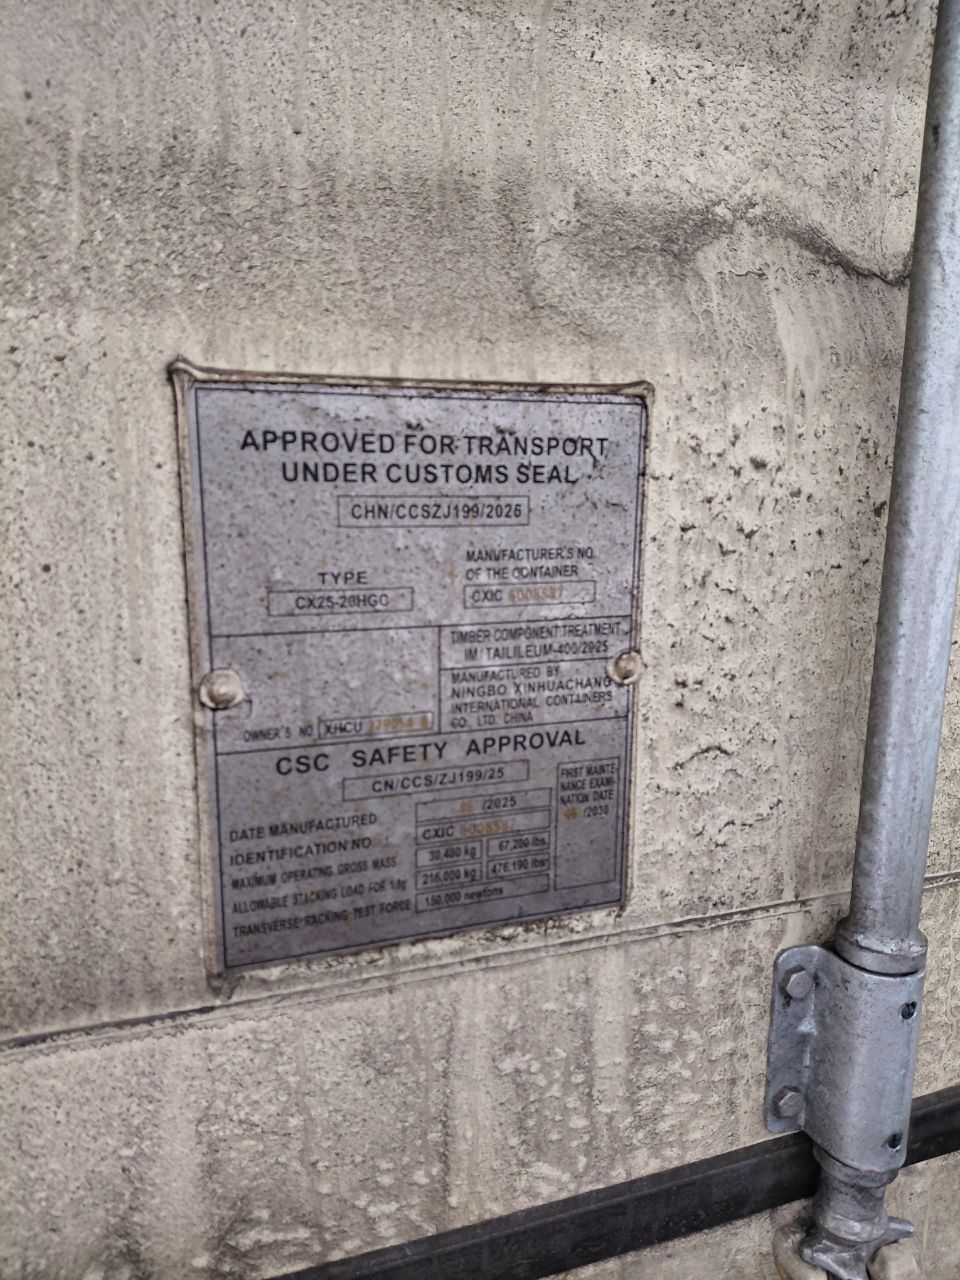 APPROVED FOR TRANSPORT
UNDER CUSTOMS SEAL
CHN/CCSZJ199/2025
TYPE
CX25-20HGC
MANUFACTURER'S NO.
OF THE CONTAINER
CXIC
TIMBER COMPONENT TREATMENT
IM/TAILILEUM-400/2025
MANUFACTURED BY
NINGBO XINHUACHANG
INTERNATIONAL CONTAINERS
CO. LTD. CHINA
OWNER'S NO XHCU
CSC SAFETY APPROVAL
CN/CCS/ZJ199/25
DATE MANUFACTURED /2025
IDENTIFICATION NO. CXIC
MAXIMUM OPERATING GROSS MASS 30,480 kg 67,200 lbs
ALLOWABLE STACKING LOAD FOR 1.8g 216,000 kg 476,190 lbs
TRANSVERSE RACKING TEST FORCE 150,000 newtons
FIRST MAINTE-
NANCE EXAMI-
NATION DATE
/2030